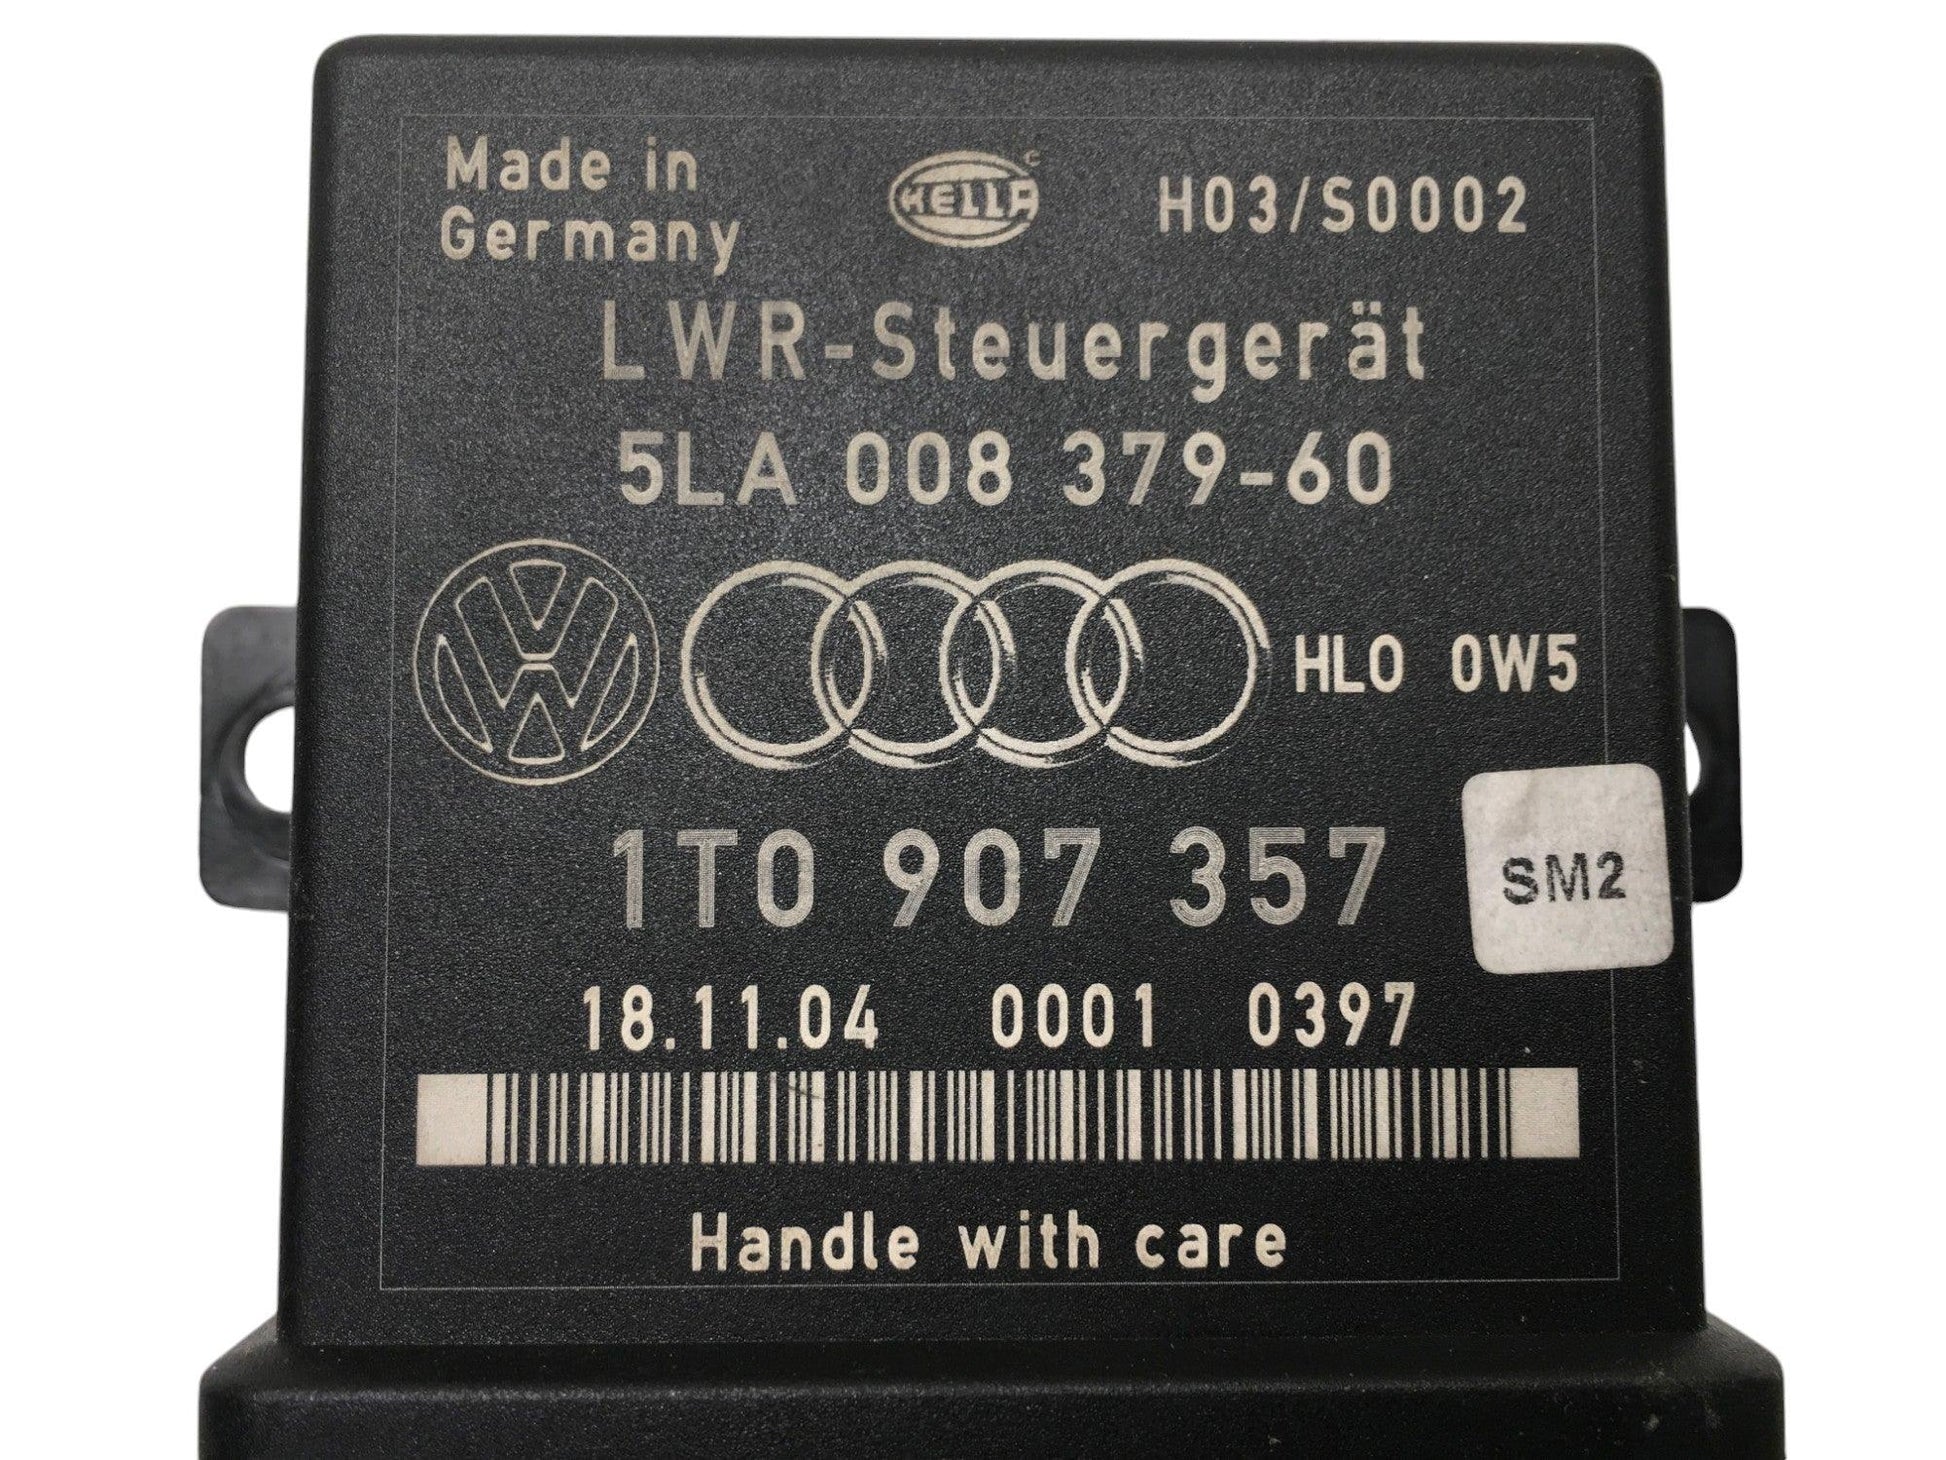 Made in
Germany
HELLA
H03/S0002
LWR-Steuergerät
5LA 008 379-60
HLO 0W5
1T0 907 357
SM2
18.11.04 0001 0397
Handle with care